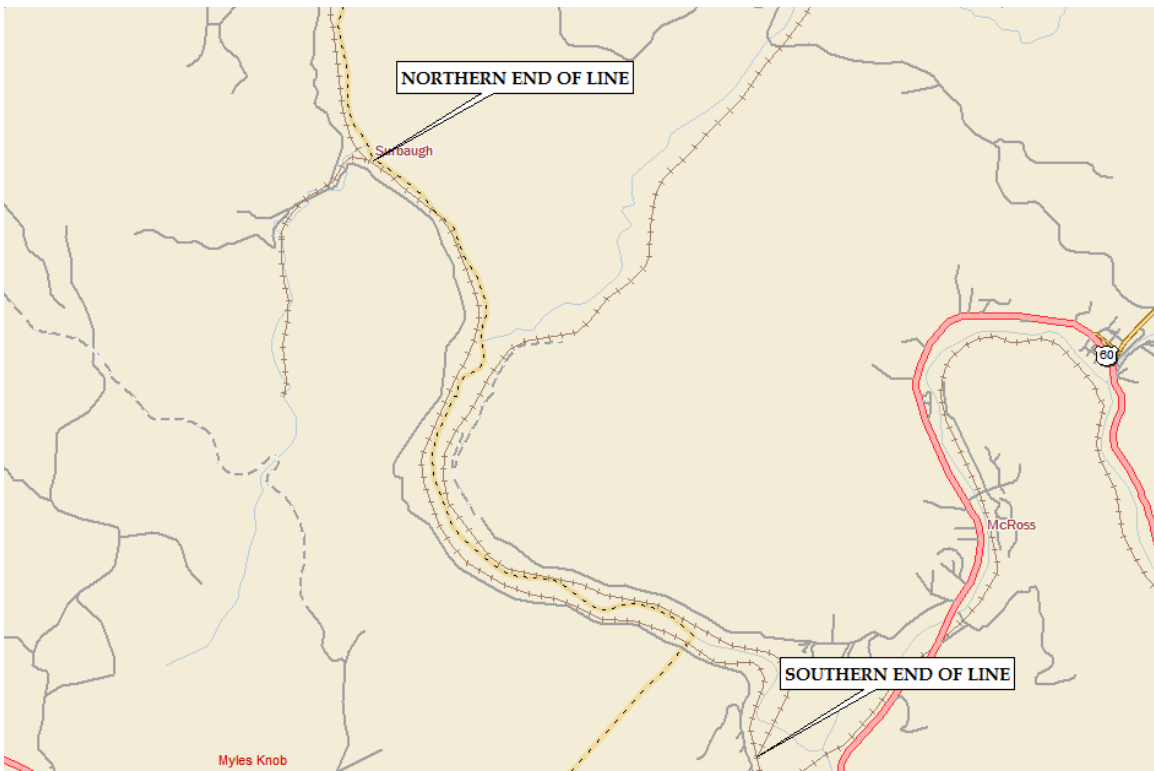 NORTHERN END OF LINE
Surbaugh
60
McRoss
SOUTHERN END OF LINE
Myles Knob